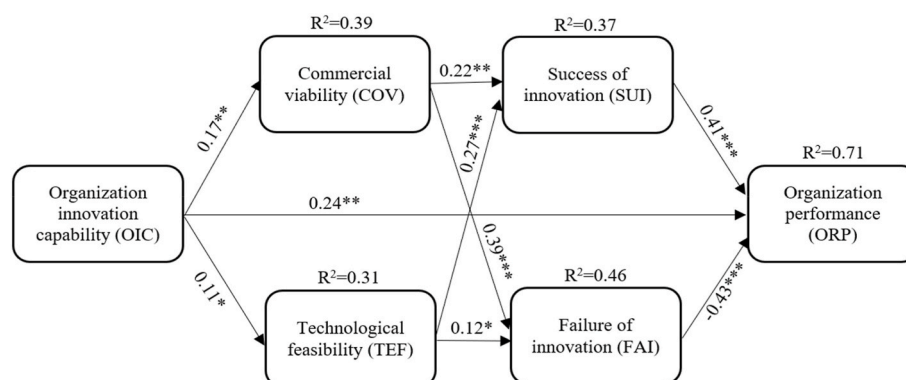 R²=0.39
R²=0.37
Commercial
viability (COV)
0.22**
Success of
innovation (SUI)
0.17**
0.27***
0.41***
R²=0.71
Organization
innovation
capability (OIC)
0.24**
Organization
performance
(ORP)
0.39***
0.11*
R²=0.31
R²=0.46
-0.43***
Technological
feasibility (TEF)
0.12*
Failure of
innovation (FAI)